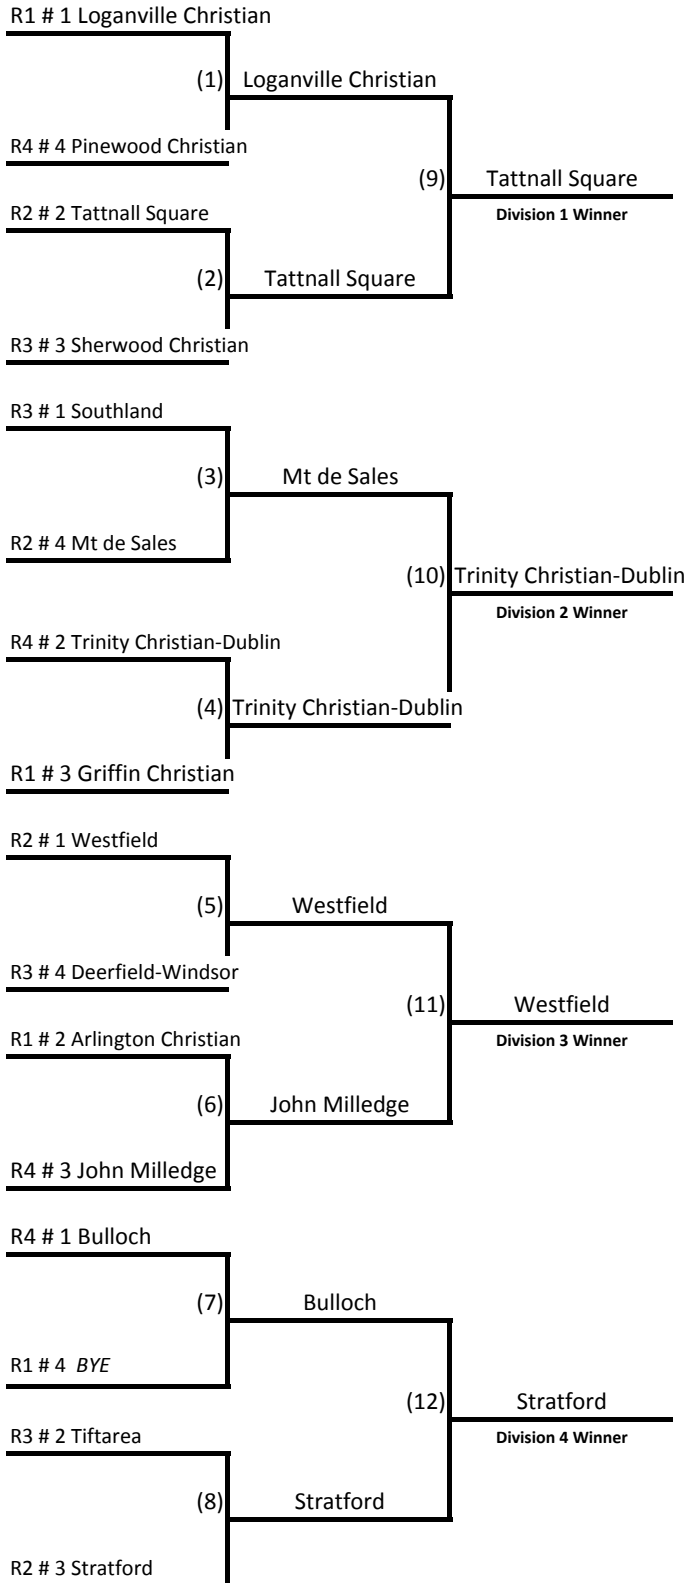 R1 # 1 Loganville Christian
(1) Loganville Christian
R4 # 4 Pinewood Christian
(9) Tattnall Square
R2 # 2 Tattnall Square
Division 1 Winner
(2) Tattnall Square
R3 # 3 Sherwood Christian
R3 # 1 Southland
(3) Mt de Sales
R2 # 4 Mt de Sales
(10) Trinity Christian-Dublin
Division 2 Winner
R4 # 2 Trinity Christian-Dublin
(4) Trinity Christian-Dublin
R1 # 3 Griffin Christian
R2 # 1 Westfield
(5) Westfield
R3 # 4 Deerfield-Windsor
(11) Westfield
R1 # 2 Arlington Christian
Division 3 Winner
(6) John Milledge
R4 # 3 John Milledge
R4 # 1 Bulloch
(7) Bulloch
R1 # 4 BYE
(12) Stratford
R3 # 2 Tiftarea
Division 4 Winner
(8) Stratford
R2 # 3 Stratford